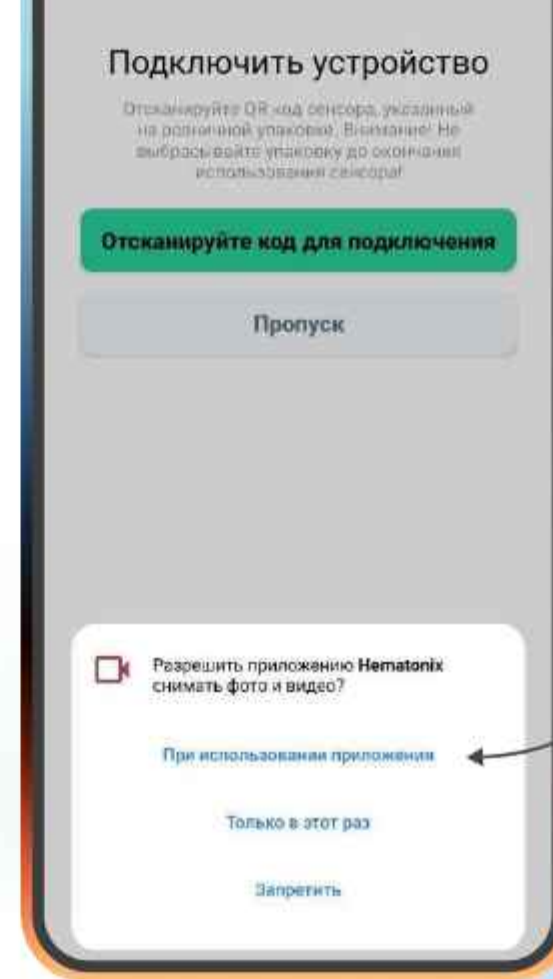 Подключить устройство
Отсканируйте QR код сенсора, указанный
на розничной упаковке. Внимание! Не
выбрасывайте упаковку до окончания
использования сенсора!
Отсканируйте код для подключения
Пропуск
Разрешить приложению Hematonix
снимать фото и видео?
При использовании приложения
Только в этот раз
Запретить